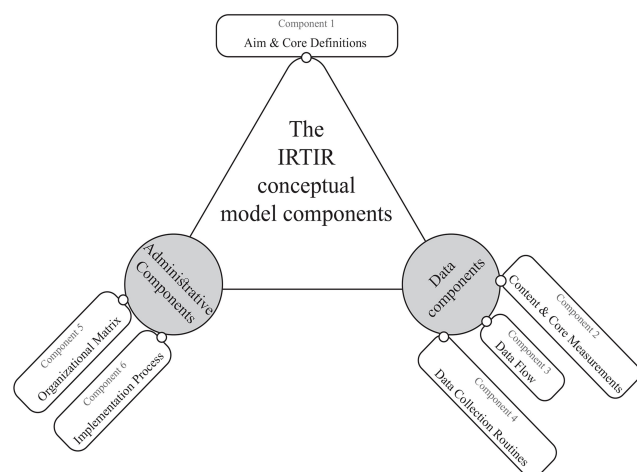 Component 1
Aim & Core Definitions
The
IRTIR
conceptual
model components
Administrative
Components
Data
components
Component 2
Content & Core Measurements
Component 3
Data Flow
Component 4
Data Collection Routines
Component 5
Organizational Matrix
Component 6
Implementation Process